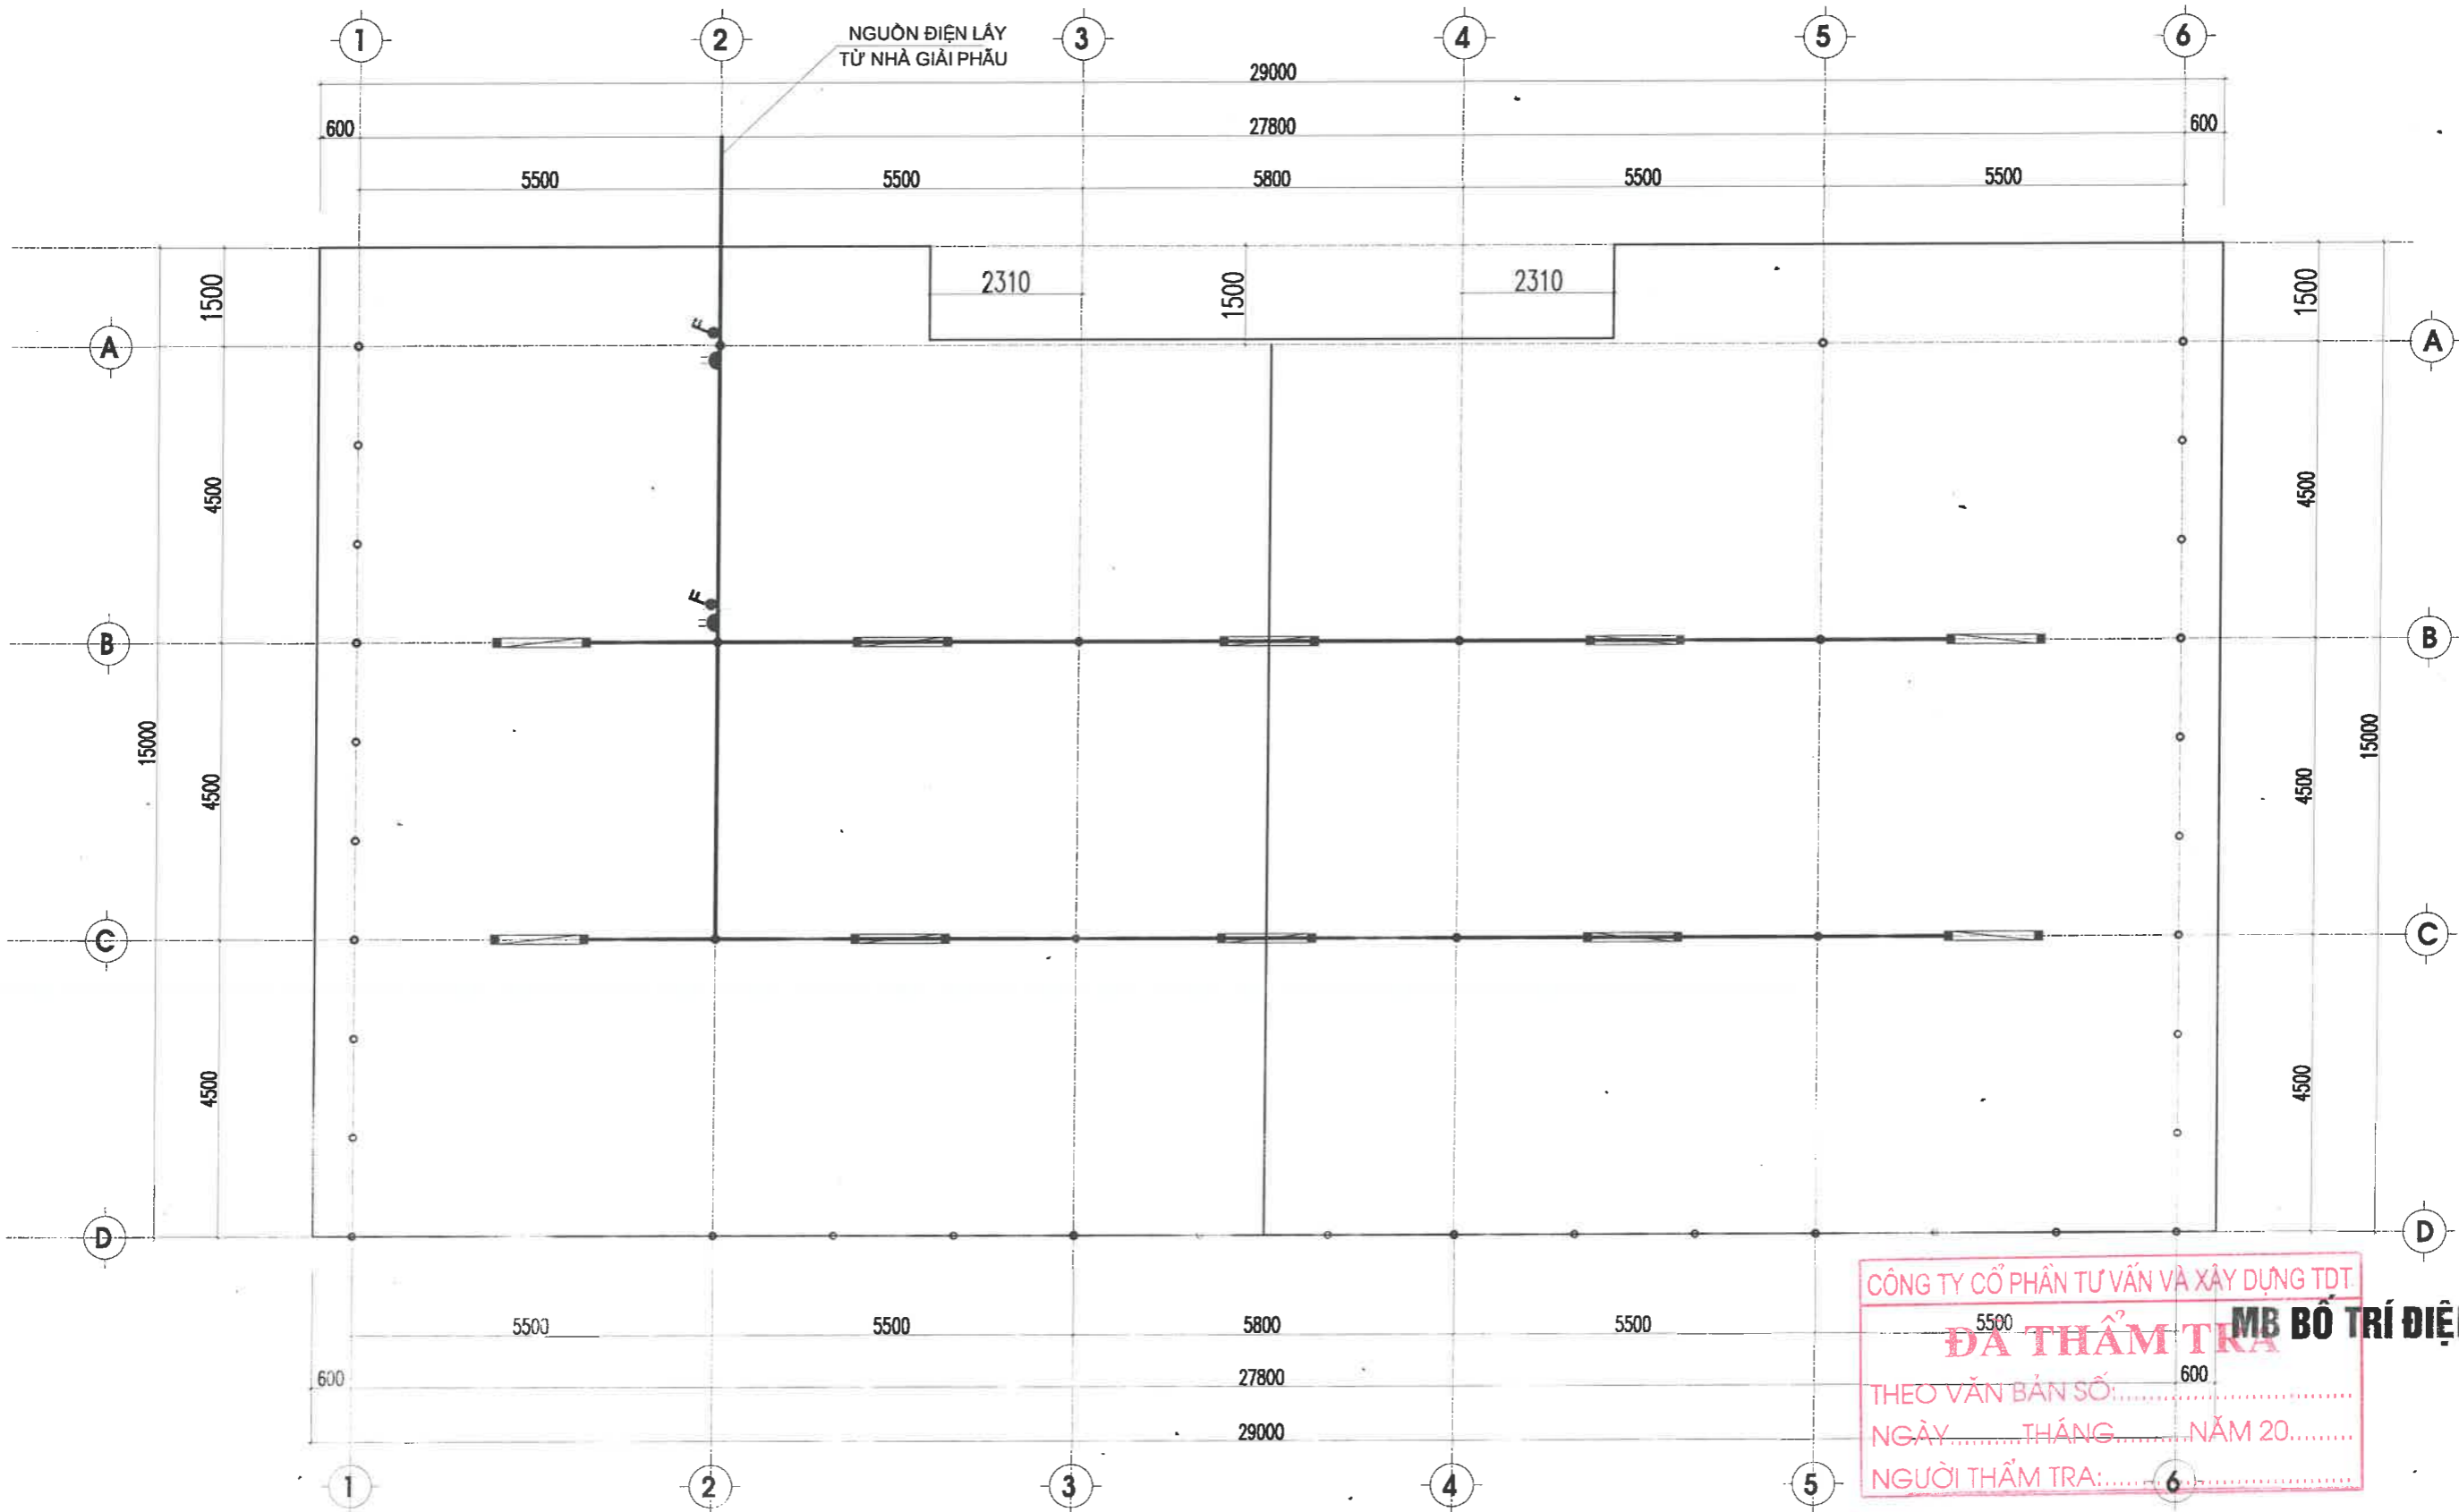 1 2 3 4 5 6
NGUỒN ĐIỆN LẤY
TỪ NHÀ GIẢI PHẪU
29000
600 27800 600
5500 5500 5800 5500 5500
1500 2310 1500 2310 1500
A A
F
4500 4500
F
B B
15000 15000
4500 4500
C C
4500 4500
D D
CÔNG TY CỔ PHẦN TƯ VẤN VÀ XÂY DỰNG TDT
5500 5500 5800 5500 5500
ĐÃ THẨM TRA
MB BỐ TRÍ ĐIỆ
600 27800 600
THEO VĂN BẢN SỐ:
29000
NGÀY.........THÁNG.........NĂM 20.........
NGƯỜI THẨM TRA:
1 2 3 4 5 6